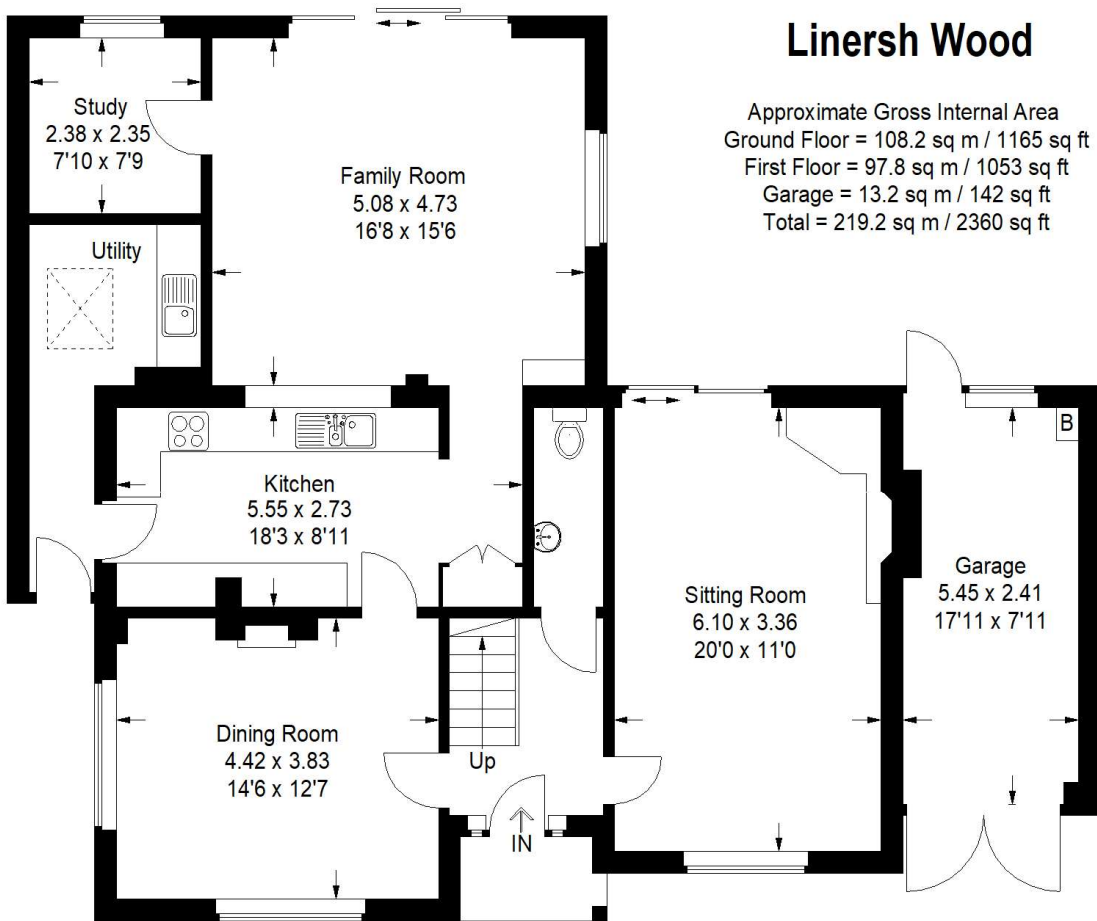 Linersh Wood
Approximate Gross Internal Area
Ground Floor = 108.2 sq m / 1165 sq ft
First Floor = 97.8 sq m / 1053 sq ft
Garage = 13.2 sq m / 142 sq ft
Total = 219.2 sq m / 2360 sq ft
Study
2.38 x 2.35
7'10 x 7'9
Family Room
5.08 x 4.73
16'8 x 15'6
Utility
Kitchen
5.55 x 2.73
18'3 x 8'11
B
Sitting Room
6.10 x 3.36
20'0 x 11'0
Garage
5.45 x 2.41
17'11 x 7'11
Dining Room
4.42 x 3.83
14'6 x 12'7
Up
IN